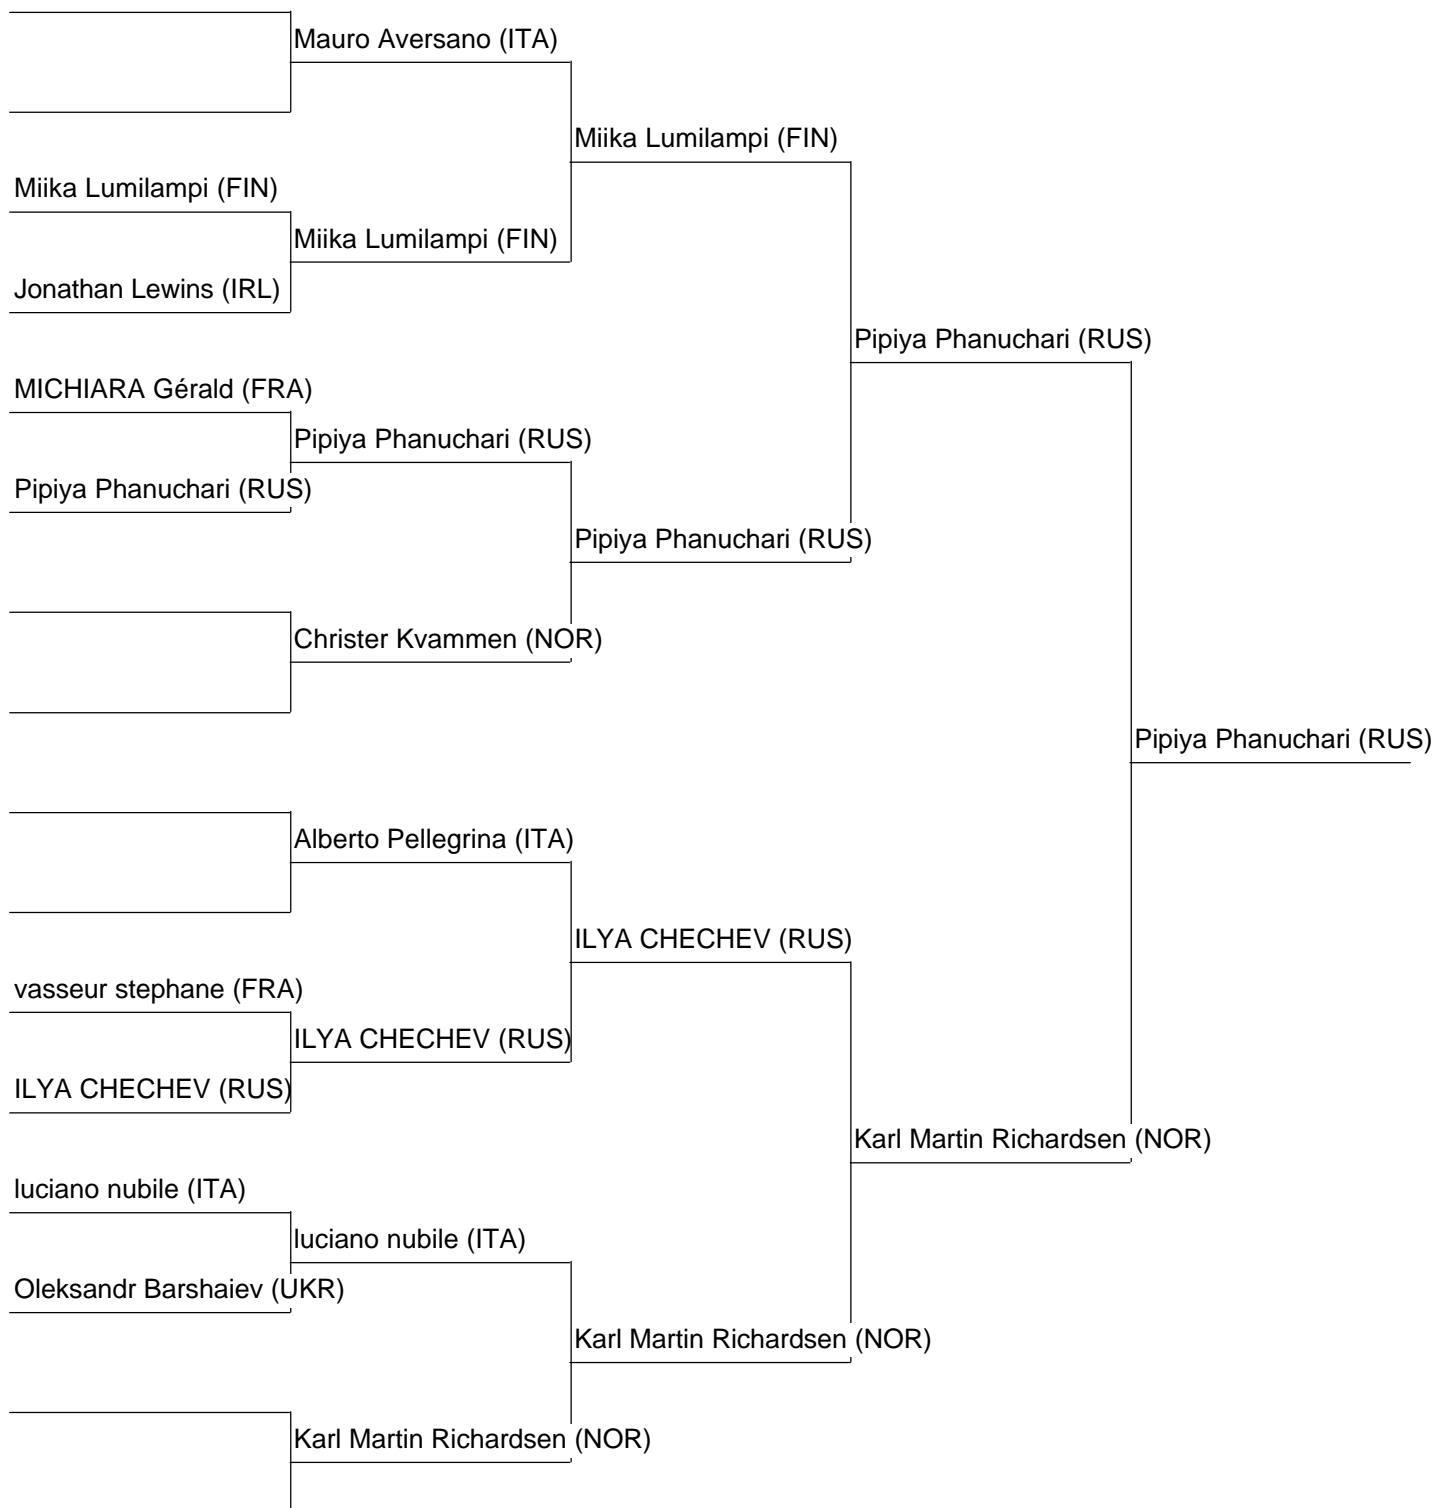 Mauro Aversano (ITA)
Miika Lumilampi (FIN)
Miika Lumilampi (FIN)
Miika Lumilampi (FIN)
Jonathan Lewins (IRL)
Pipiya Phanuchari (RUS)
MICHIARA Gérald (FRA)
Pipiya Phanuchari (RUS)
Pipiya Phanuchari (RUS)
Pipiya Phanuchari (RUS)
Christer Kvammen (NOR)
Pipiya Phanuchari (RUS)
Alberto Pellegrina (ITA)
ILYA CHECHEV (RUS)
vasseur stephane (FRA)
ILYA CHECHEV (RUS)
ILYA CHECHEV (RUS)
Karl Martin Richardsen (NOR)
luciano nubile (ITA)
luciano nubile (ITA)
Oleksandr Barshaiev (UKR)
Karl Martin Richardsen (NOR)
Karl Martin Richardsen (NOR)